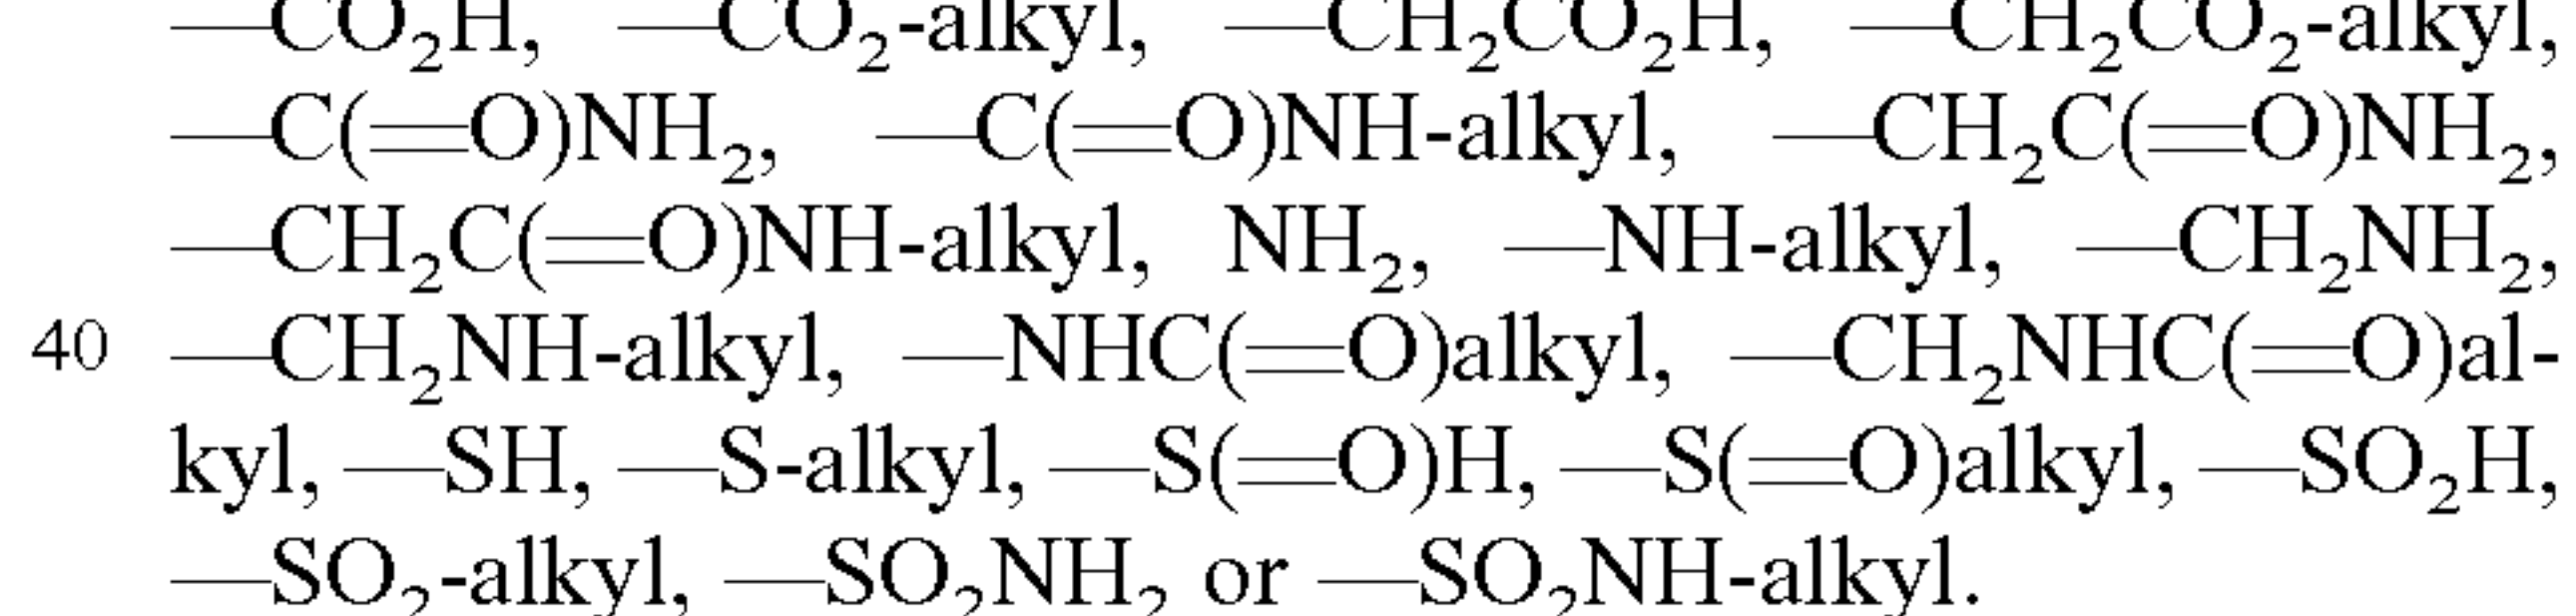 —CO₂H, —CO₂-alkyl, —CH₂CO₂H, —CH₂CO₂-alkyl,
—C(=O)NH₂, —C(=O)NH-alkyl, —CH₂C(=O)NH₂,
—CH₂C(=O)NH-alkyl, NH₂, —NH-alkyl, —CH₂NH₂,
40 —CH₂NH-alkyl, —NHC(=O)alkyl, —CH₂NHC(=O)al-
kyl, —SH, —S-alkyl, —S(=O)H, —S(=O)alkyl, —SO₂H,
—SO₂-alkyl, —SO₂NH₂ or —SO₂NH-alkyl.